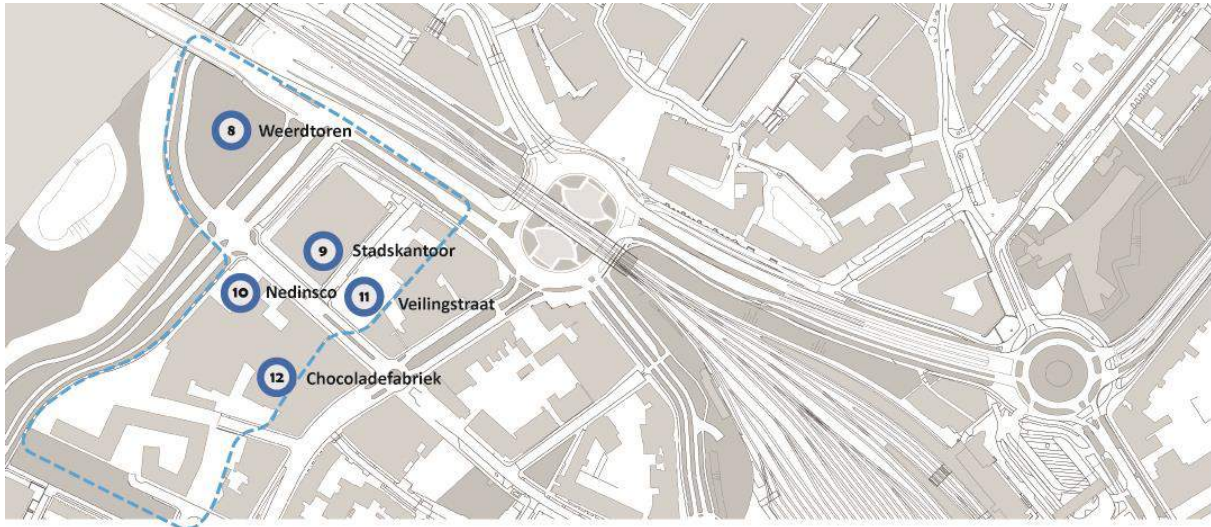 8 Weerdtoren
9 Stadskantoor
10 Nedinsco
11 Veilingstraat
12 Chocoladefabriek